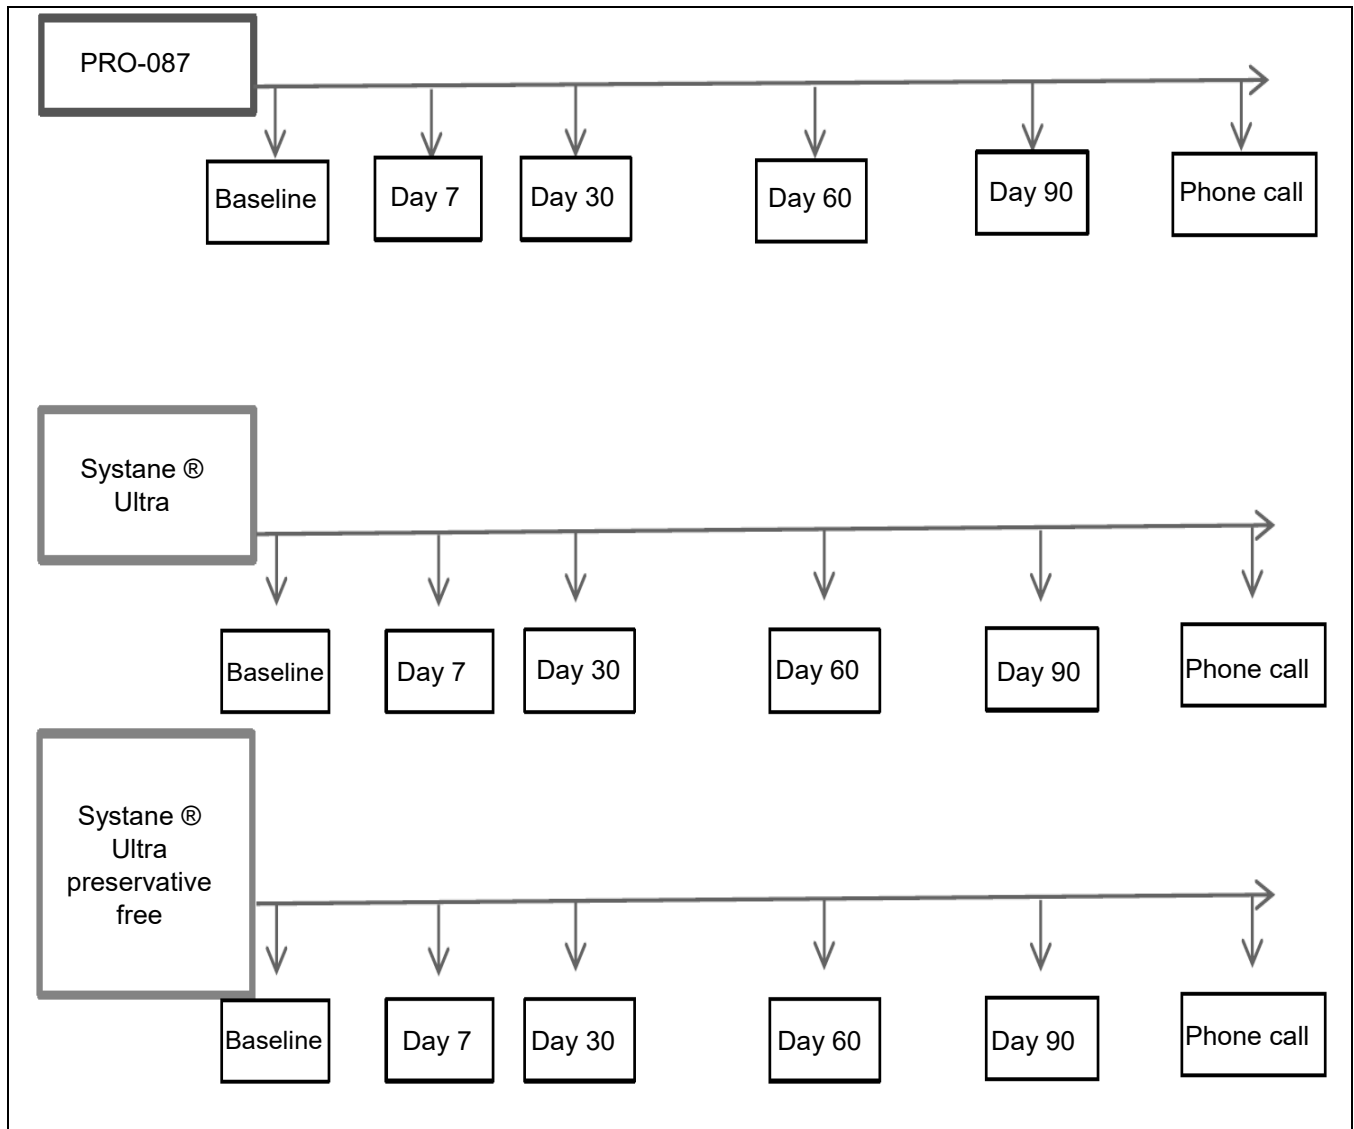 PRO-087
Baseline
Day 7
Day 30
Day 60
Day 90
Phone call
Systane ®
Ultra
Baseline
Day 7
Day 30
Day 60
Day 90
Phone call
Systane ®
Ultra
preservative
free
Baseline
Day 7
Day 30
Day 60
Day 90
Phone call